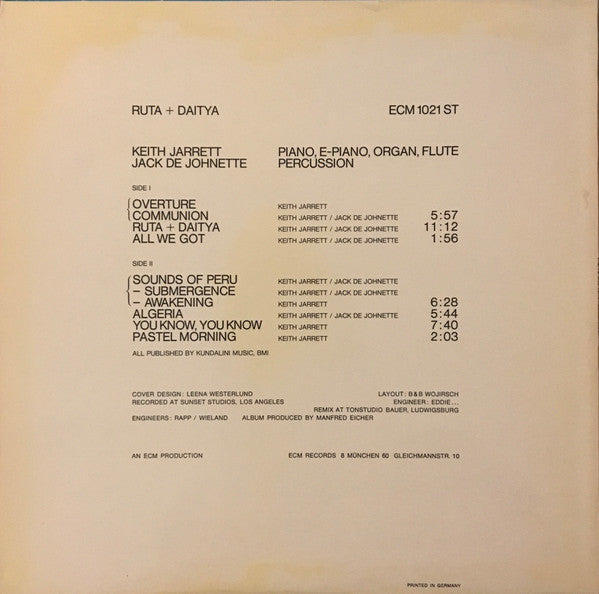 RUTA + DAITYA ECM 1021 ST
KEITH JARRETT PIANO, E-PIANO, ORGAN, FLUTE
JACK DE JOHNETTE PERCUSSION
SIDE I
OVERTURE KEITH JARRETT
COMMUNION KEITH JARRETT / JACK DE JOHNETTE 5:57
RUTA + DAITYA KEITH JARRETT / JACK DE JOHNETTE 11:12
ALL WE GOT KEITH JARRETT / JACK DE JOHNETTE 1:56
SIDE II
SOUNDS OF PERU KEITH JARRETT / JACK DE JOHNETTE
– SUBMERGENCE KEITH JARRETT / JACK DE JOHNETTE
– AWAKENING KEITH JARRETT 6:28
ALGERIA KEITH JARRETT / JACK DE JOHNETTE 5:44
YOU KNOW, YOU KNOW KEITH JARRETT 7:40
PASTEL MORNING KEITH JARRETT 2:03
ALL PUBLISHED BY KUNDALINI MUSIC, BMI
COVER DESIGN: LEENA WESTERLUND LAYOUT: B & B WOJIRSCH
RECORDED AT SUNSET STUDIOS, LOS ANGELES ENGINEER: EDDIE...
REMIX AT TONSTUDIO BAUER, LUDWIGSBURG
ENGINEERS: RAPP / WIELAND ALBUM PRODUCED BY MANFRED EICHER
AN ECM PRODUCTION ECM RECORDS 8 MÜNCHEN 60 GLEICHMANNSTR. 10
PRINTED IN GERMANY